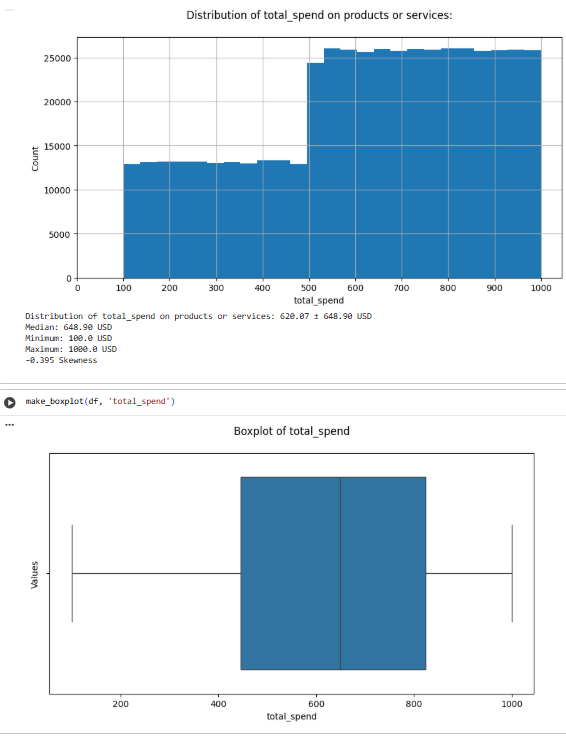 ...
Distribution of total_spend on products or services:
25000
20000
15000
10000
5000
0
Count
0 100 200 300 400 500 600 700 800 900 1000
total_spend
Distribution of total_spend on products or services: 620.07 ± 648.90 USD
Median: 648.90 USD
Minimum: 100.0 USD
Maximum: 1000.0 USD
-0.395 Skewness
make_boxplot(df, 'total_spend')
...
Boxplot of total_spend
Values
200 400 600 800 1000
total_spend